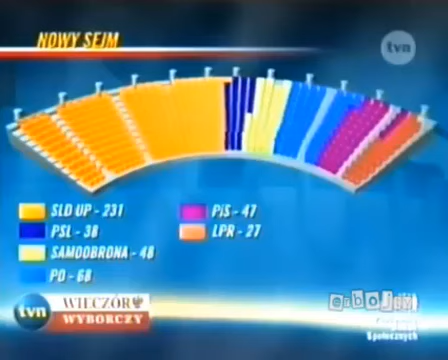 NOWY SEJM
tvn
SLD UP - 231
PSL - 38
SAMOOBRONA - 48
PO - 68
PiS - 47
LPR - 27
tvn
WIECZÓR
WYBORCZY
Społecznych